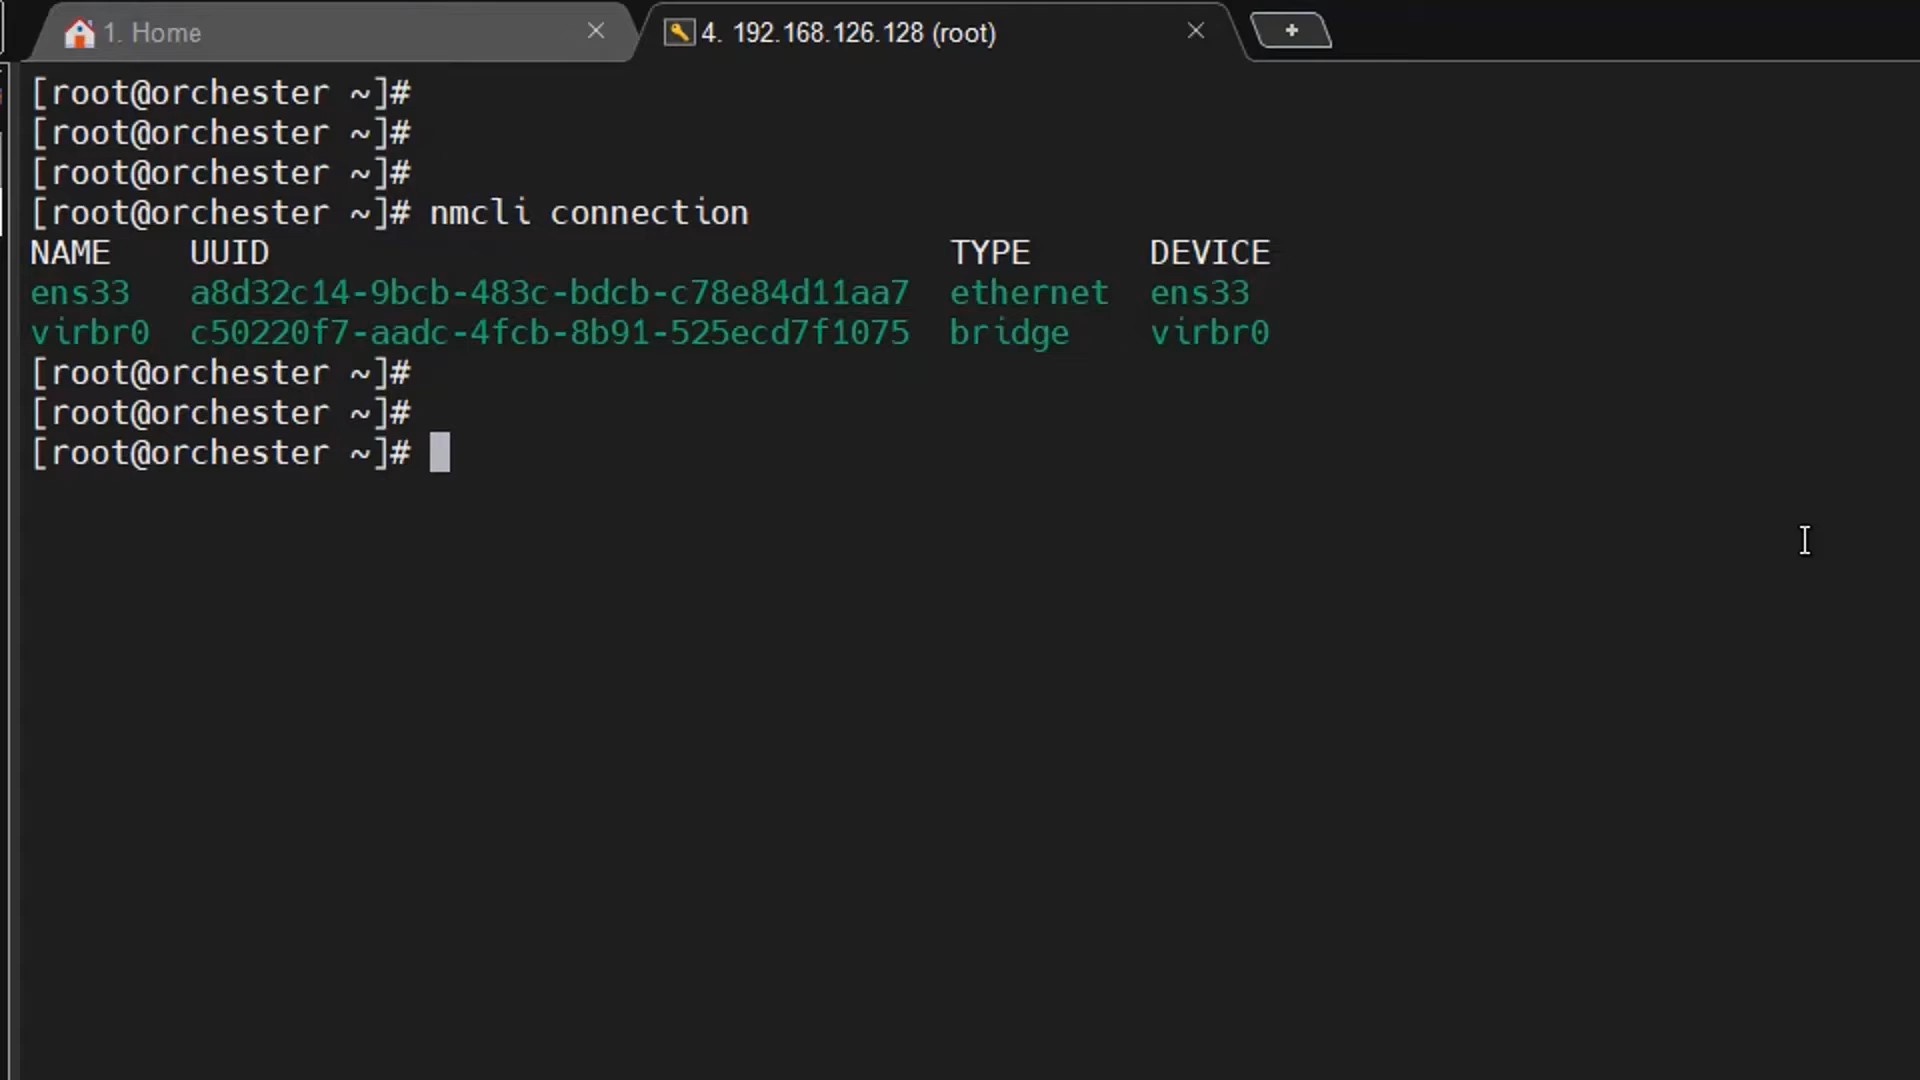 1. Home
4. 192.168.126.128 (root)
[root@orchester ~]#
[root@orchester ~]#
[root@orchester ~]#
[root@orchester ~]# nmcli connection
NAME UUID TYPE DEVICE
ens33 a8d32c14-9bcb-483c-bdcb-c78e84d11aa7 ethernet ens33
virbr0 c50220f7-aadc-4fcb-8b91-525ecd7f1075 bridge virbr0
[root@orchester ~]#
[root@orchester ~]#
[root@orchester ~]#